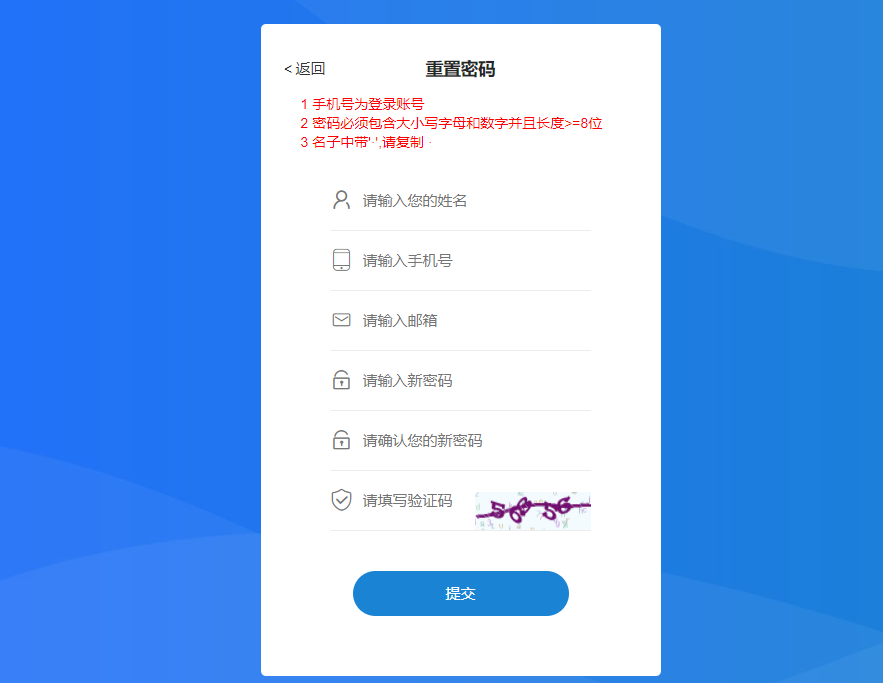 < 返回
重置密码
1 手机号为登录账号
2 密码必须包含大小写字母和数字并且长度>=8位
3 名子中带'·',请复制 ·
请输入您的姓名
请输入手机号
请输入邮箱
请输入新密码
请确认您的新密码
请填写验证码
提交